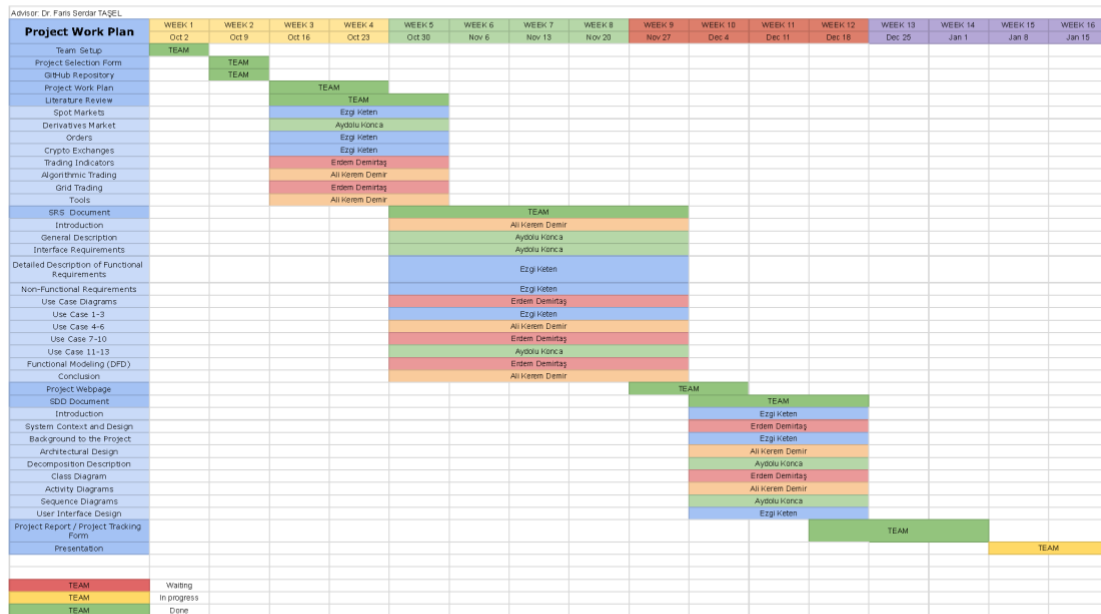 Advisor: Dr. Faris Serdar TAŞEL
Project Work Plan
WEEK 1 WEEK 2 WEEK 3 WEEK 4 WEEK 5 WEEK 6 WEEK 7 WEEK 8 WEEK 9 WEEK 10 WEEK 11 WEEK 12 WEEK 13 WEEK 14 WEEK 15 WEEK 16
Oct 2 Oct 9 Oct 16 Oct 23 Oct 30 Nov 6 Nov 13 Nov 20 Nov 27 Dec 4 Dec 11 Dec 18 Dec 25 Jan 1 Jan 8 Jan 15
Team Setup TEAM
Project Selection Form TEAM
GitHub Repository TEAM
Project Work Plan TEAM
Literature Review TEAM
Spot Markets Ezgi Keten
Derivatives Market Aydolu Konca
Orders Ezgi Keten
Crypto Exchanges Ezgi Keten
Trading Indicators Erdem Demirtaş
Algorithmic Trading Ali Kerem Demir
Grid Trading Erdem Demirtaş
Tools Ali Kerem Demir
SRS Document TEAM
Introduction Ali Kerem Demir
General Description Aydolu Konca
Interface Requirements Aydolu Konca
Detailed Description of Functional
Requirements Ezgi Keten
Non-Functional Requirements Ezgi Keten
Use Case Diagrams Erdem Demirtaş
Use Case 1-3 Ezgi Keten
Use Case 4-6 Ali Kerem Demir
Use Case 7-10 Erdem Demirtaş
Use Case 11-13 Aydolu Konca
Functional Modeling (DFD) Erdem Demirtaş
Conclusion Ali Kerem Demir
Project Webpage TEAM
SDD Document TEAM
Introduction Ezgi Keten
System Context and Design Erdem Demirtaş
Background to the Project Ezgi Keten
Architectural Design Ali Kerem Demir
Decomposition Description Aydolu Konca
Class Diagram Erdem Demirtaş
Activity Diagrams Ali Kerem Demir
Sequence Diagrams Aydolu Konca
User Interface Design Ezgi Keten
Project Report / Project Tracking
Form TEAM
Presentation TEAM
TEAM Waiting
TEAM In progress
TEAM Done